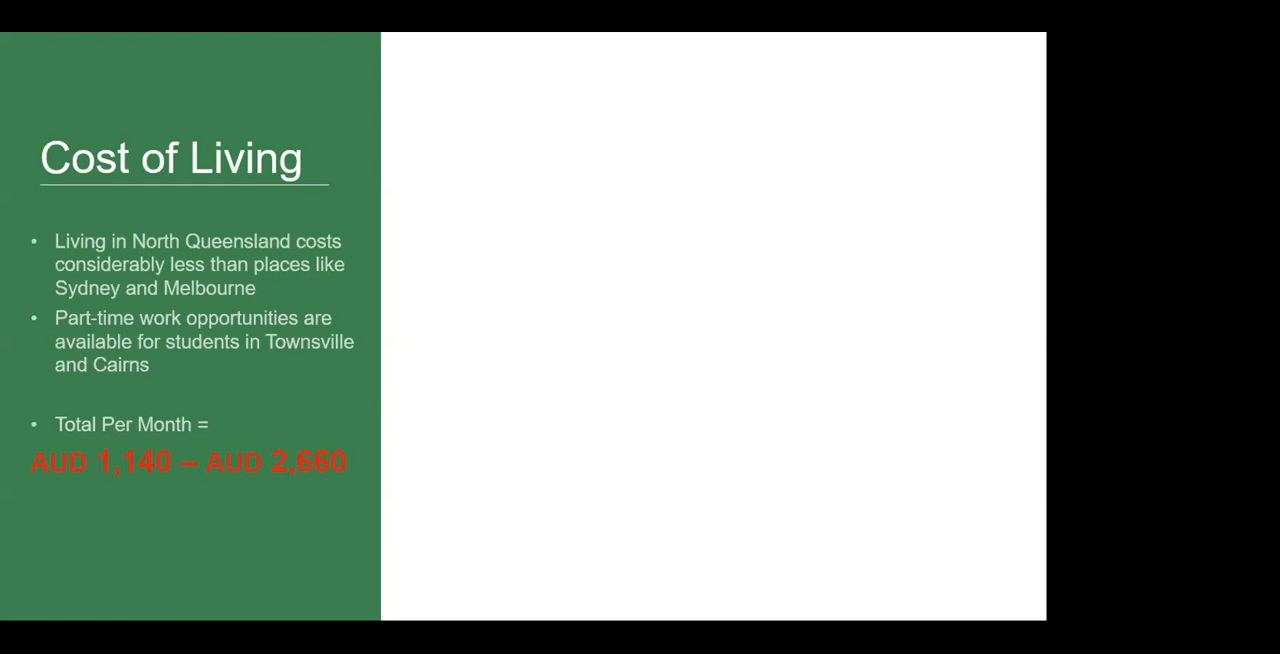 Cost of Living
• Living in North Queensland costs
considerably less than places like
Sydney and Melbourne
• Part-time work opportunities are
available for students in Townsville
and Cairns
• Total Per Month =
AUD 1,140 – AUD 2,660